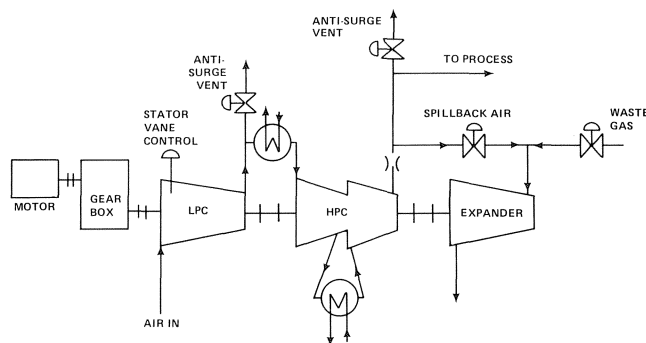 ANTI-SURGE
VENT
TO PROCESS
ANTI-
SURGE
VENT
STATOR
VANE
CONTROL
SPILLBACK AIR
WASTE
GAS
MOTOR
GEAR
BOX
LPC
HPC
EXPANDER
AIR IN